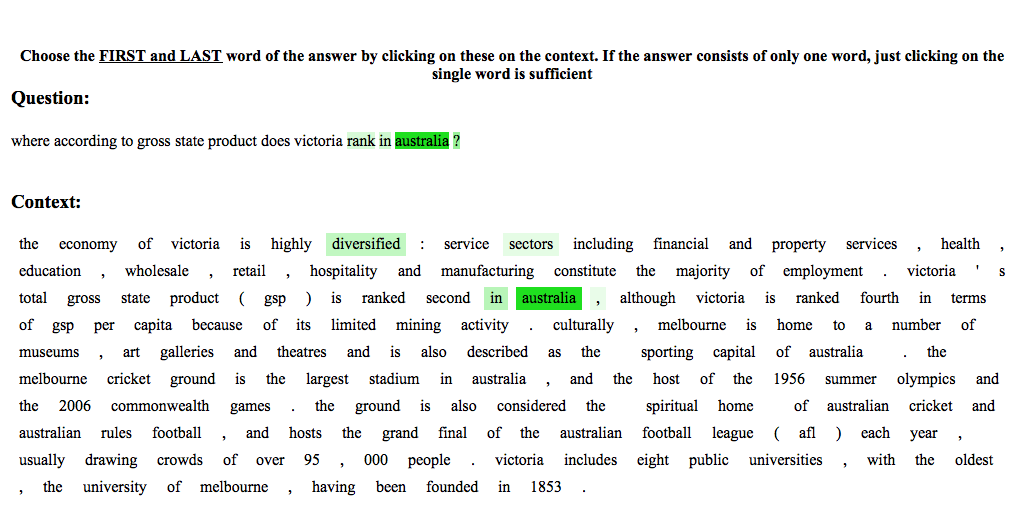 Choose the FIRST and LAST word of the answer by clicking on these on the context. If the answer consists of only one word, just clicking on the
single word is sufficient
Question:
where according to gross state product does victoria rank in australia ?
Context:
the economy of victoria is highly diversified : service sectors including financial and property services , health ,
education , wholesale , retail , hospitality and manufacturing constitute the majority of employment . victoria ' s
total gross state product ( gsp ) is ranked second in australia , although victoria is ranked fourth in terms
of gsp per capita because of its limited mining activity . culturally , melbourne is home to a number of
museums , art galleries and theatres and is also described as the sporting capital of australia . the
melbourne cricket ground is the largest stadium in australia , and the host of the 1956 summer olympics and
the 2006 commonwealth games . the ground is also considered the spiritual home of australian cricket and
australian rules football , and hosts the grand final of the australian football league ( afl ) each year ,
usually drawing crowds of over 95 , 000 people . victoria includes eight public universities , with the oldest
, the university of melbourne , having been founded in 1853 .